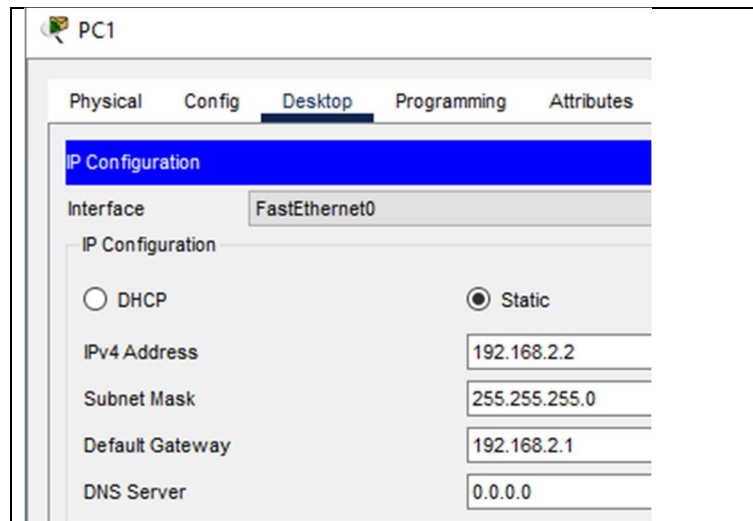 PC1
Physical Config Desktop Programming Attributes
IP Configuration
Interface FastEthernet0
IP Configuration
DHCP Static
IPv4 Address 192.168.2.2
Subnet Mask 255.255.255.0
Default Gateway 192.168.2.1
DNS Server 0.0.0.0